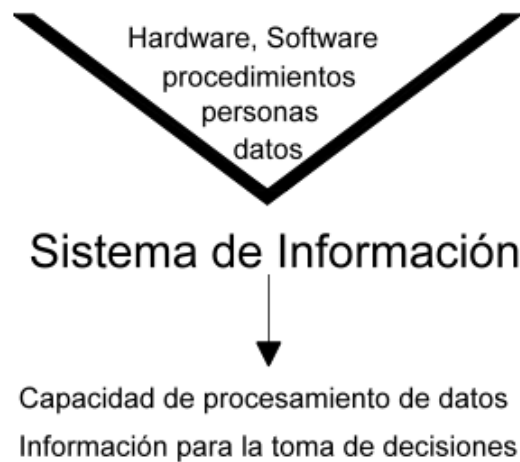 Hardware, Software
procedimientos
personas
datos
Sistema de Información
Capacidad de procesamiento de datos
Información para la toma de decisiones